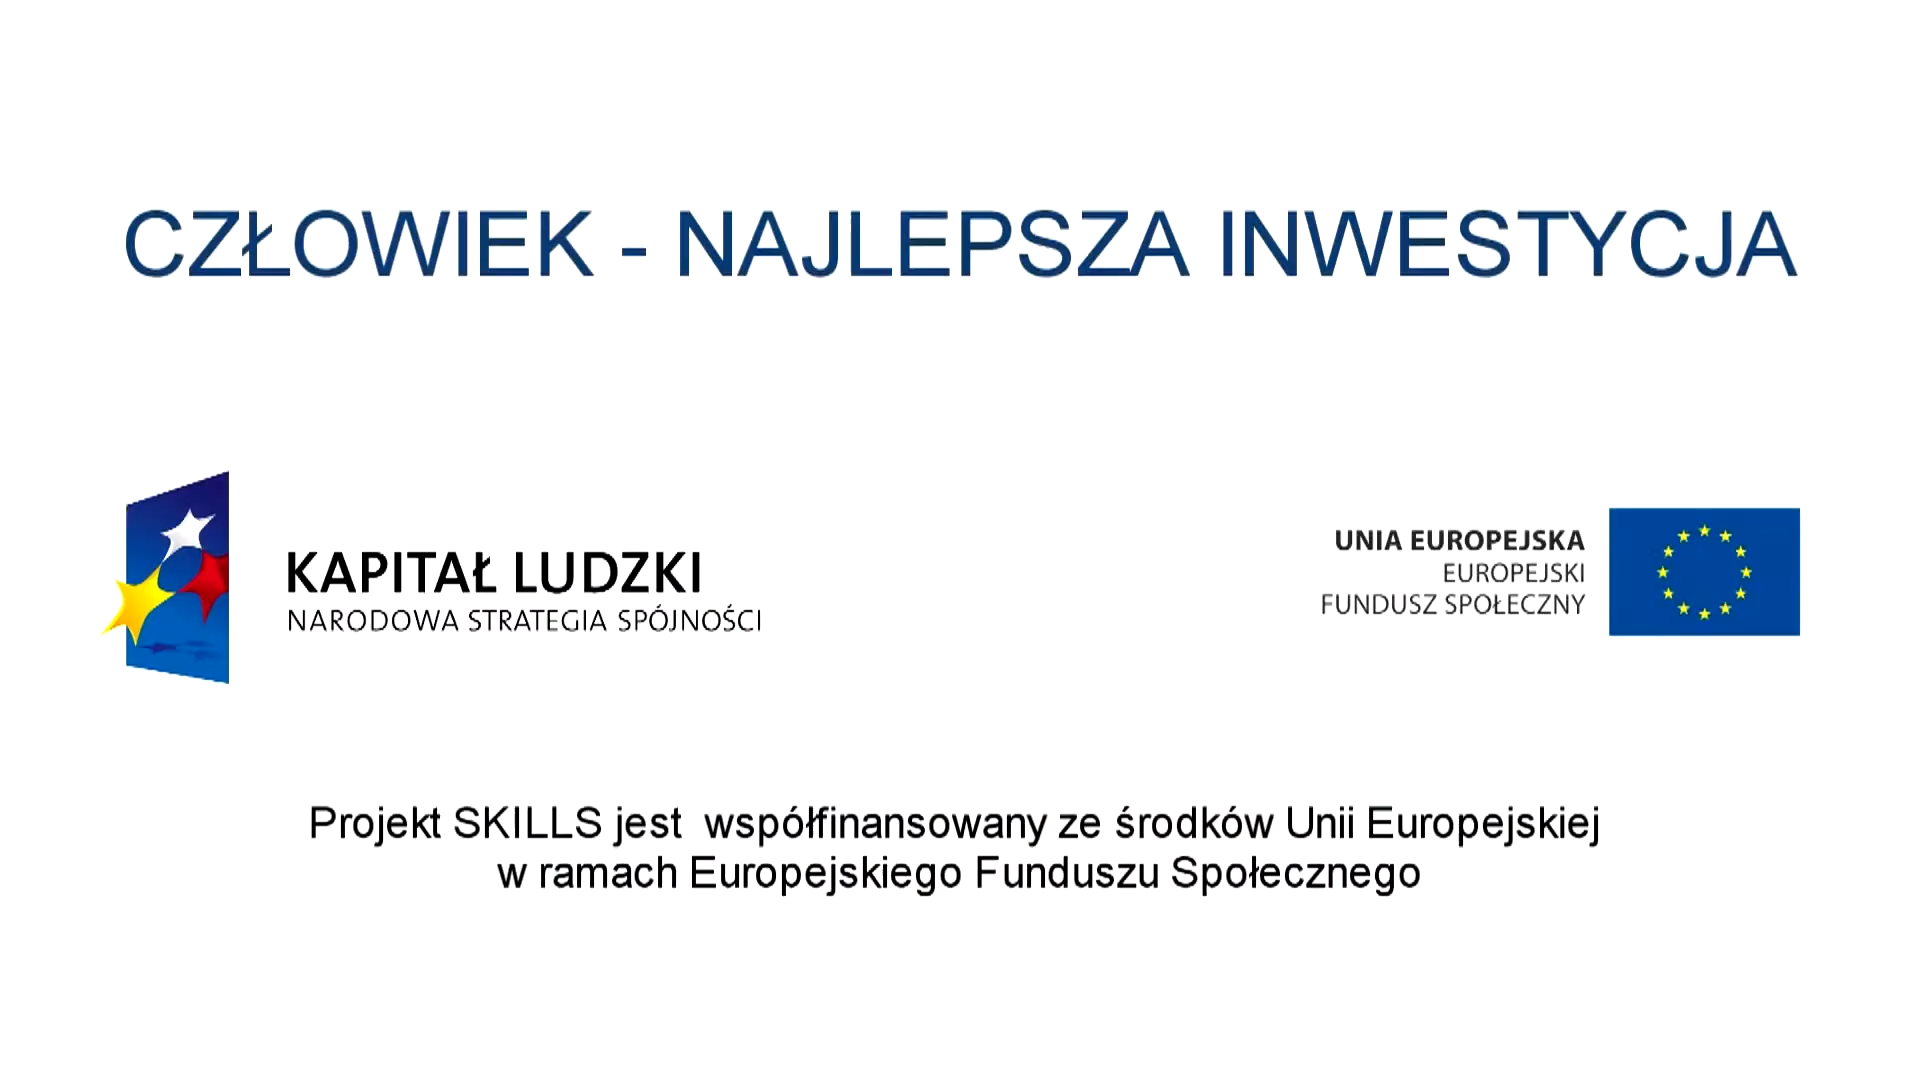 CZŁOWIEK - NAJLEPSZA INWESTYCJA
KAPITAŁ LUDZKI
NARODOWA STRATEGIA SPÓJNOŚCI
UNIA EUROPEJSKA
EUROPEJSKI
FUNDUSZ SPOŁECZNY
Projekt SKILLS jest  współfinansowany ze środków Unii Europejskiej
w ramach Europejskiego Funduszu Społecznego